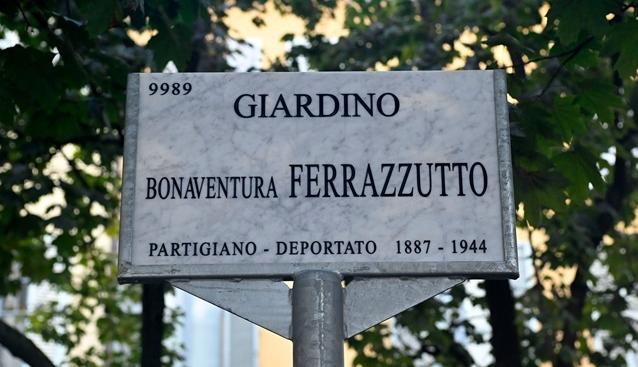 9989
GIARDINO
BONAVENTURA FERRAZZUTTO
PARTIGIANO - DEPORTATO 1887 - 1944